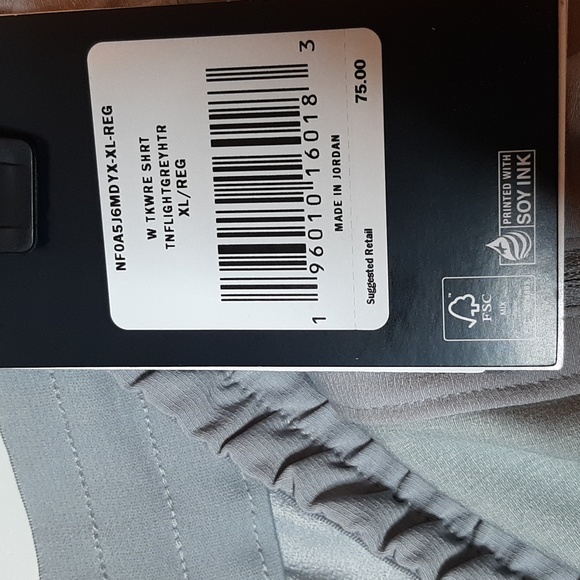 NF0A5J6MDYX-XL-REG
W TKWRE SHRT
TNFLIGHTGREYHTR
XL/REG
1 96010 16018 3
MADE IN JORDAN
Suggested Retail
75.00
PRINTED WITH
SOY INK
FSC
MIX